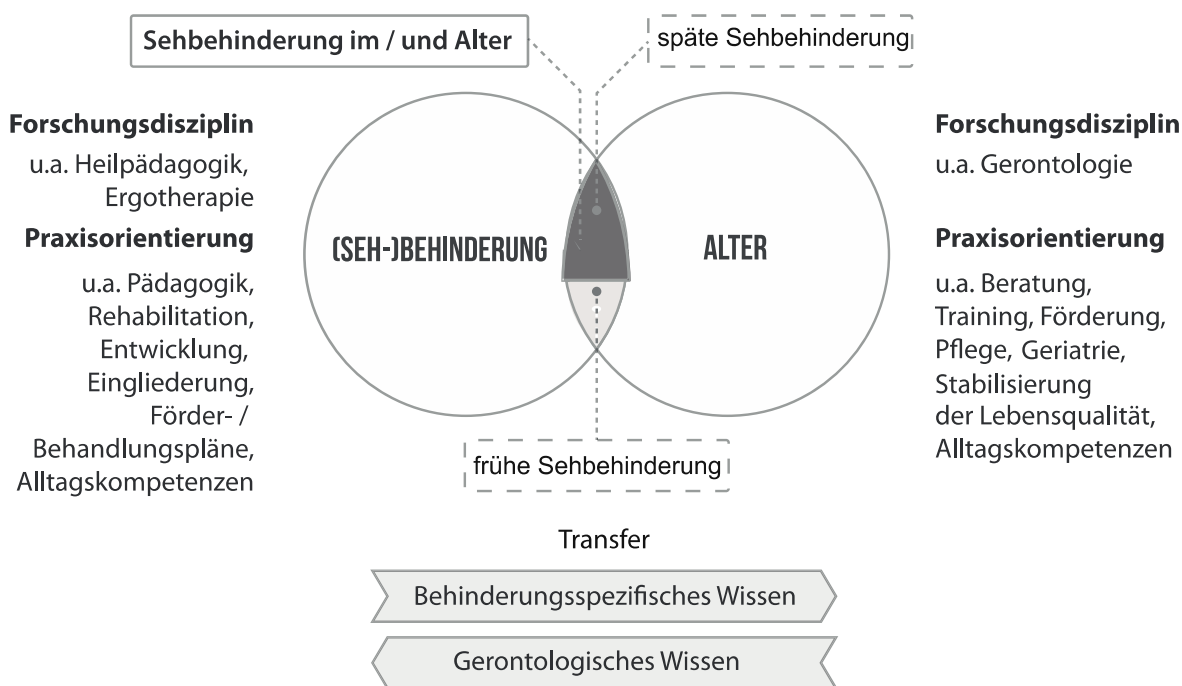 Sehbehinderung im / und Alter
späte Sehbehinderung
Forschungsdisziplin
u.a. Heilpädagogik,
Ergotherapie
Praxisorientierung
u.a. Pädagogik,
Rehabilitation,
Entwicklung,
Eingliederung,
Förder- /
Behandlungspläne,
Alltagskompetenzen
(SEH-)BEHINDERUNG
ALTER
Forschungsdisziplin
u.a. Gerontologie
Praxisorientierung
u.a. Beratung,
Training, Förderung,
Pflege, Geriatrie,
Stabilisierung
der Lebensqualität,
Alltagskompetenzen
frühe Sehbehinderung
Transfer
Behinderungsspezifisches Wissen
Gerontologisches Wissen